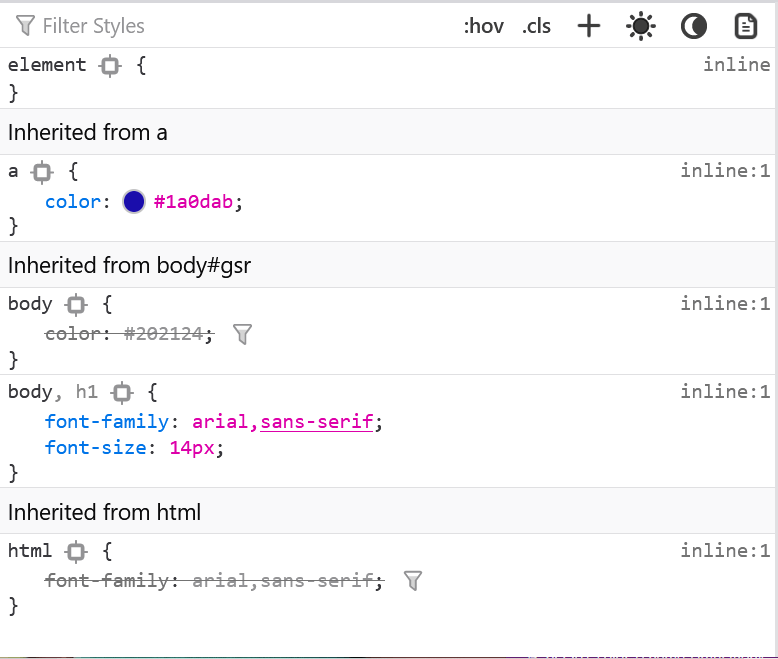 Filter Styles :hov .cls
element { inline
}
Inherited from a
a { inline:1
color: #1a0dab;
}
Inherited from body#gsr
body { inline:1
color: #202124;
}
body, h1 { inline:1
font-family: arial,sans-serif;
font-size: 14px;
}
Inherited from html
html { inline:1
font-family: arial,sans-serif;
}